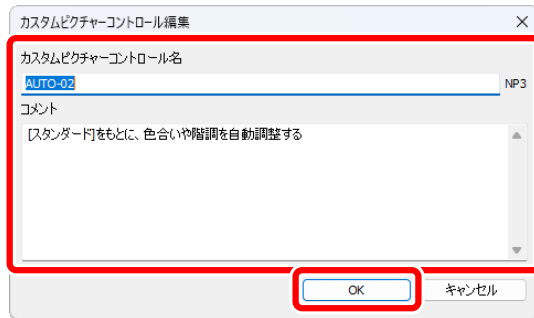 カスタムピクチャーコントロール編集
カスタムピクチャーコントロール名
AUTO-02 NP3
コメント
[スタンダード]をもとに、色合いや階調を自動調整する
OK キャンセル